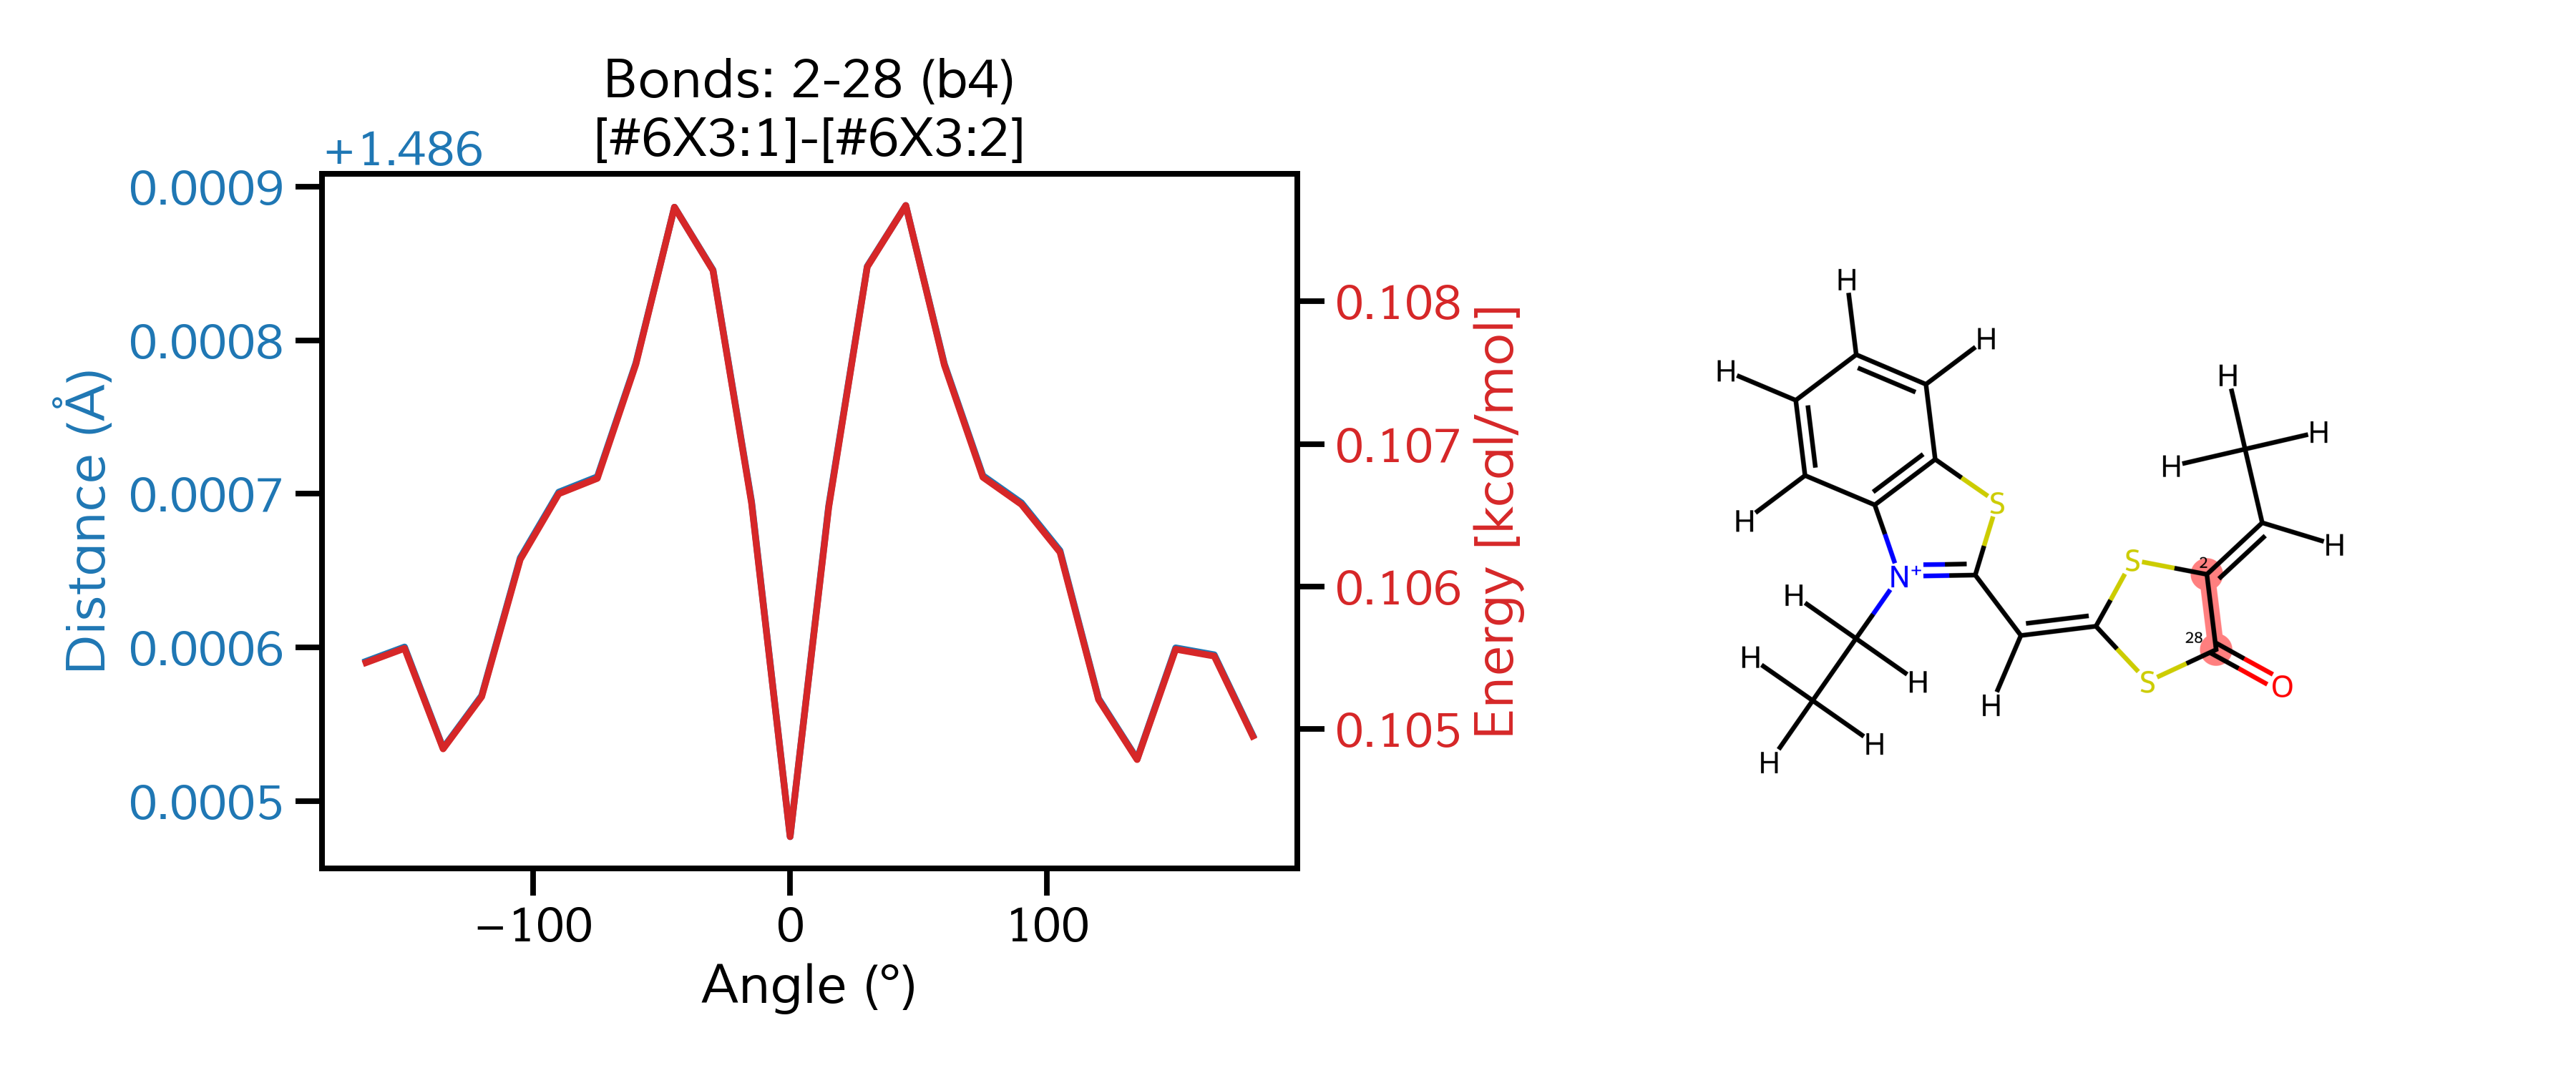 Bonds: 2-28 (b4)
[#6X3:1]-[#6X3:2]
+1.486
0.0009
0.0008
0.0007
0.0006
0.0005
Distance (Å)
−100
0
100
Angle (°)
0.108
0.107
0.106
0.105
Energy [kcal/mol]
H
H
H
H
H
H
H
S
H
H
S
2
N+
H
28
H
H
S
O
H
H
H